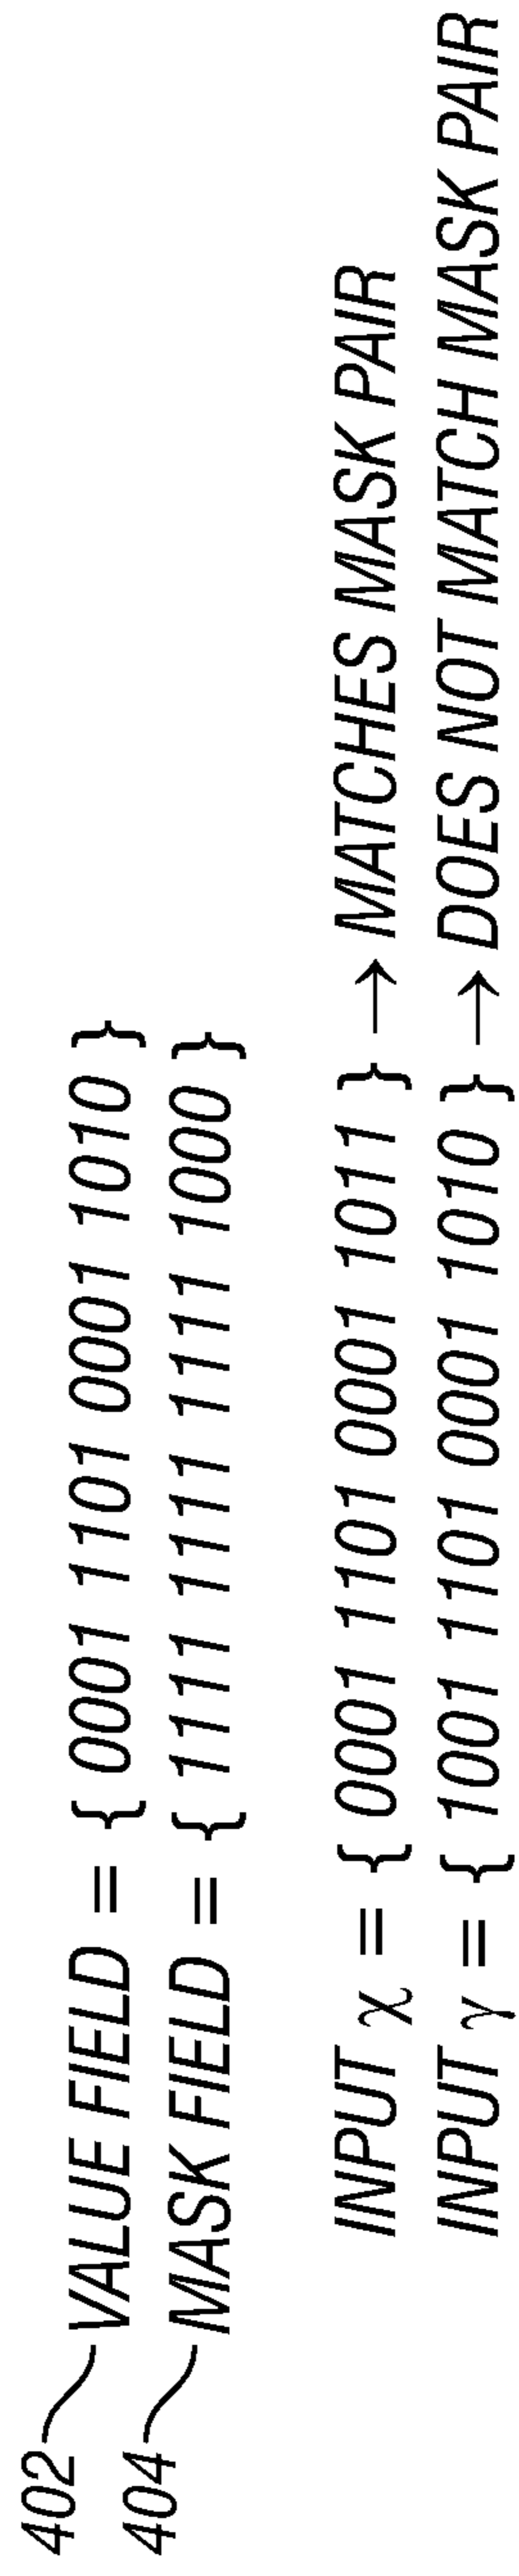 402 VALUE FIELD = { 0001 1101 0001 1010 }
404 MASK FIELD = { 1111 1111 1111 1000 }
INPUT χ = { 0001 1101 0001 1011 } → MATCHES MASK PAIR
INPUT γ = { 1001 1101 0001 1010 } → DOES NOT MATCH MASK PAIR